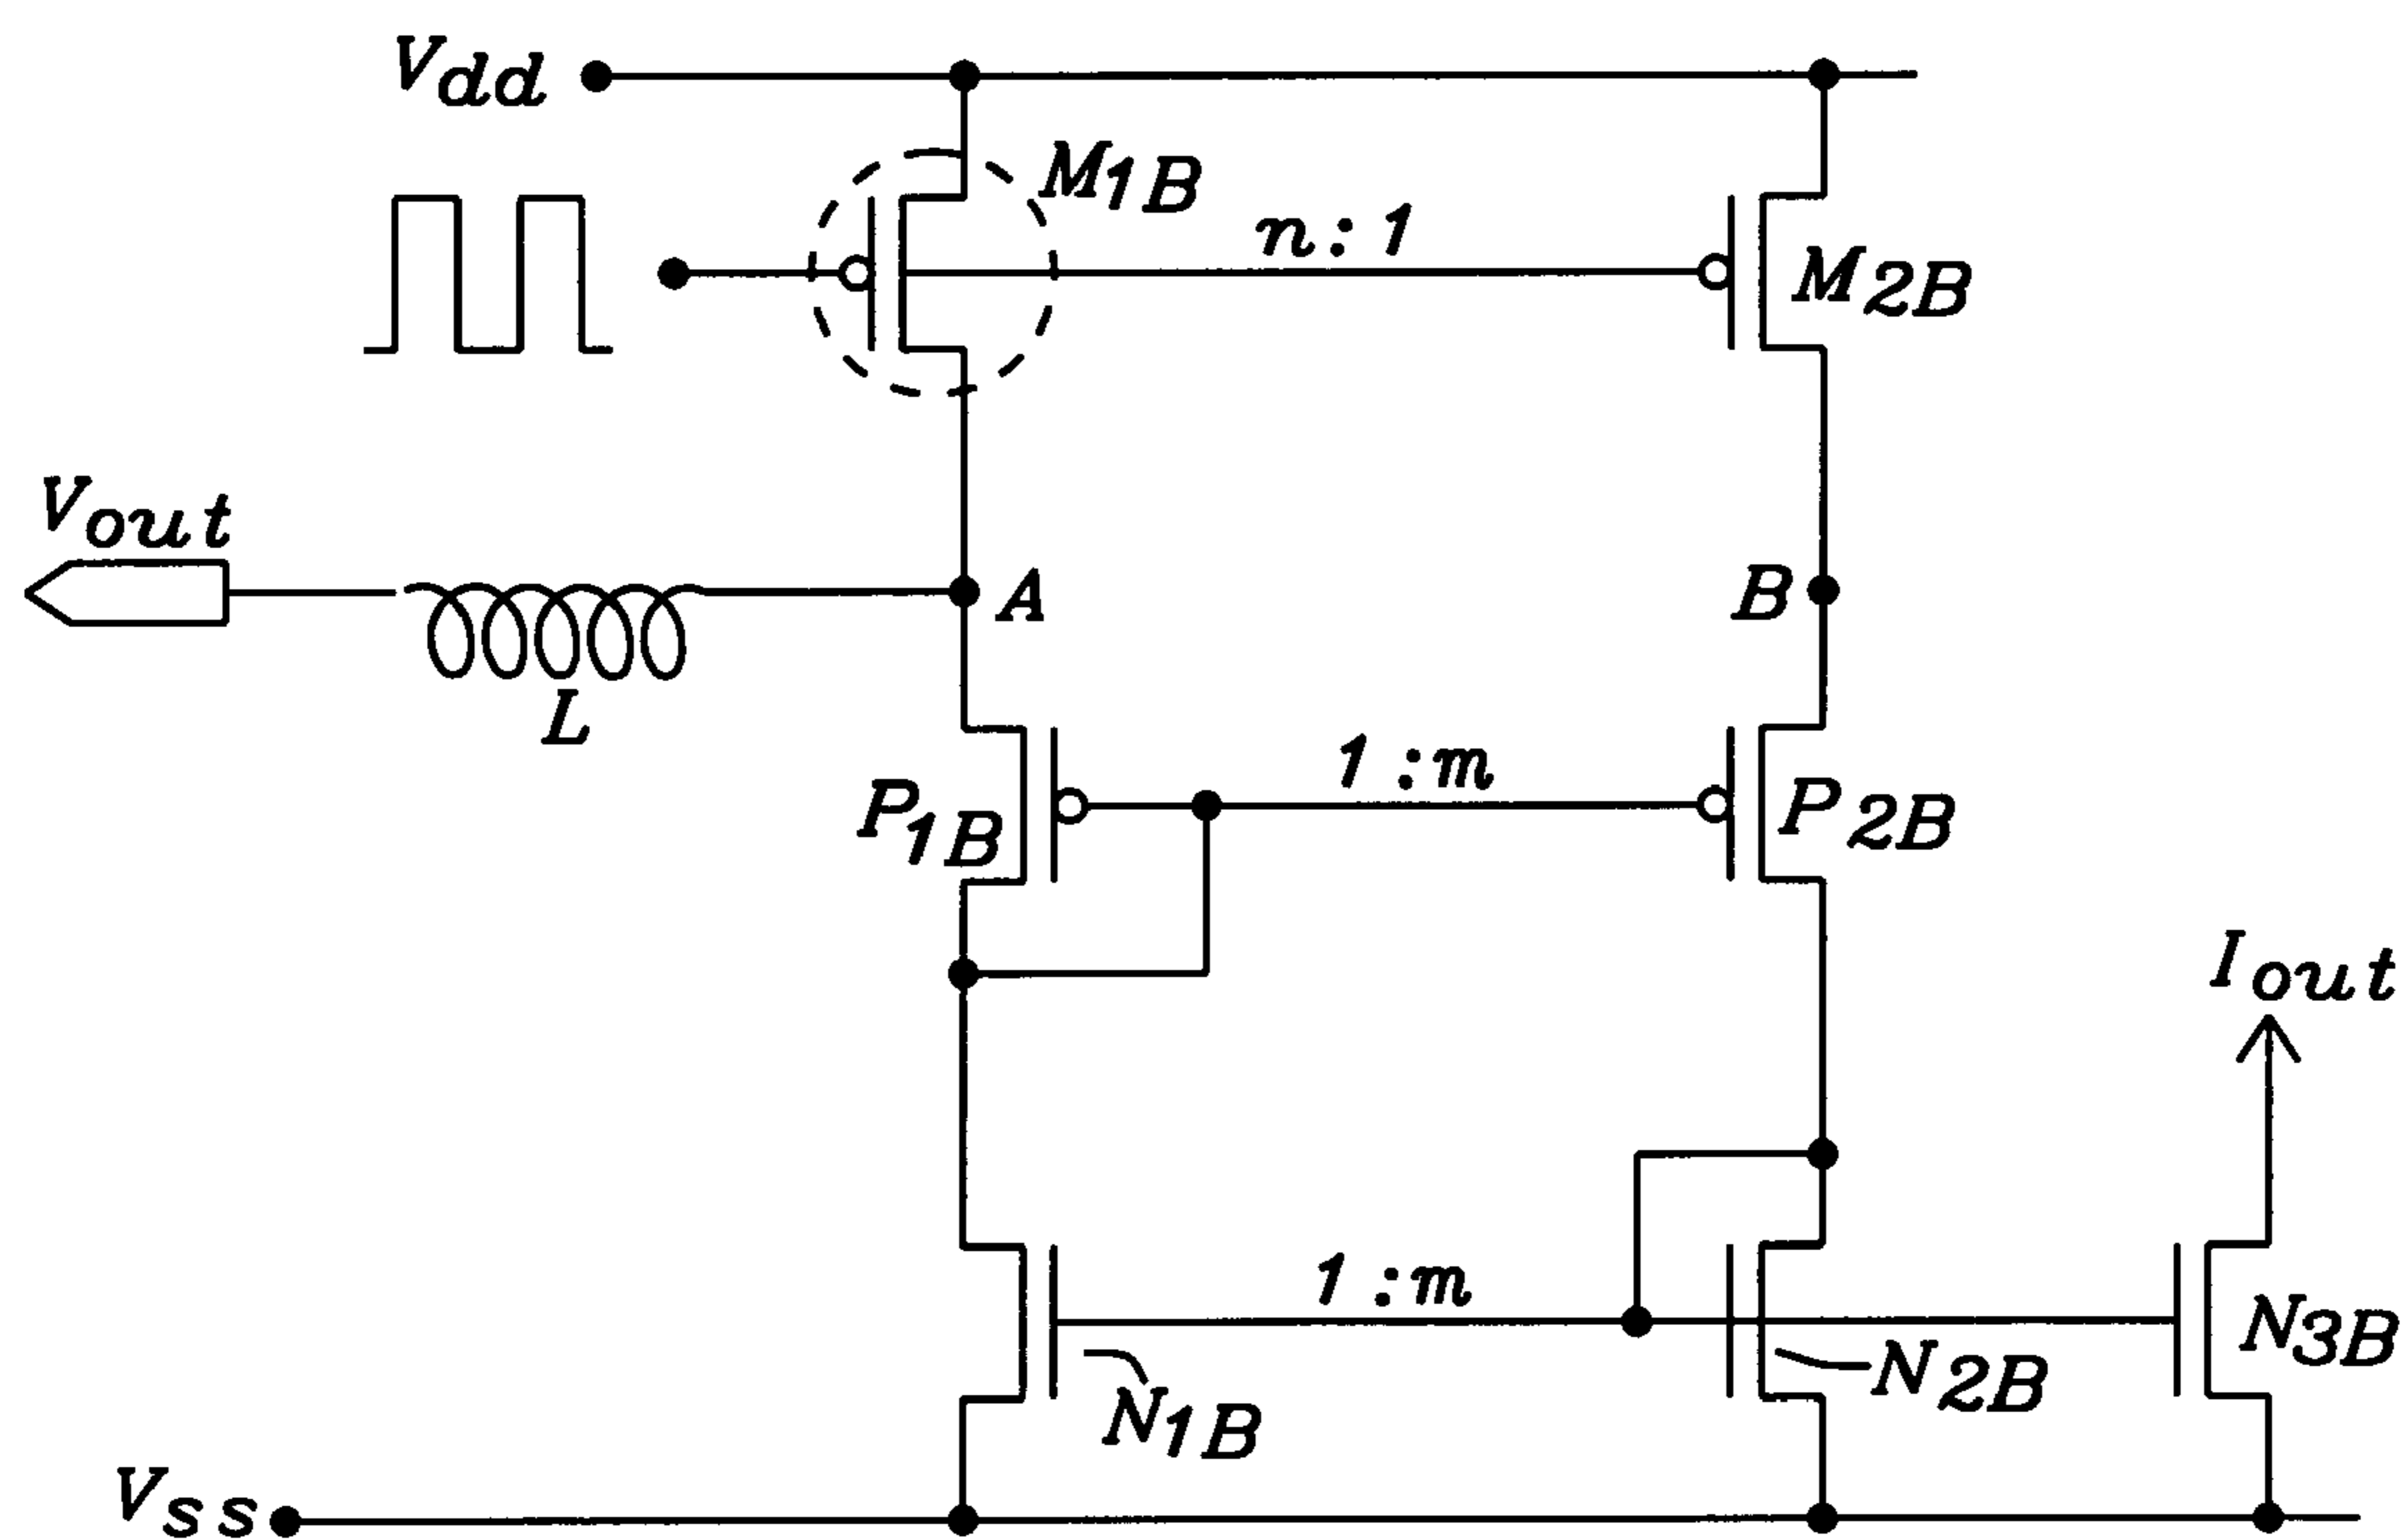 Vdd
M1B
n:1
M2B
Vout
A
B
L
1:m
P1B
P2B
Iout
1:m
N3B
N2B
N1B
Vss